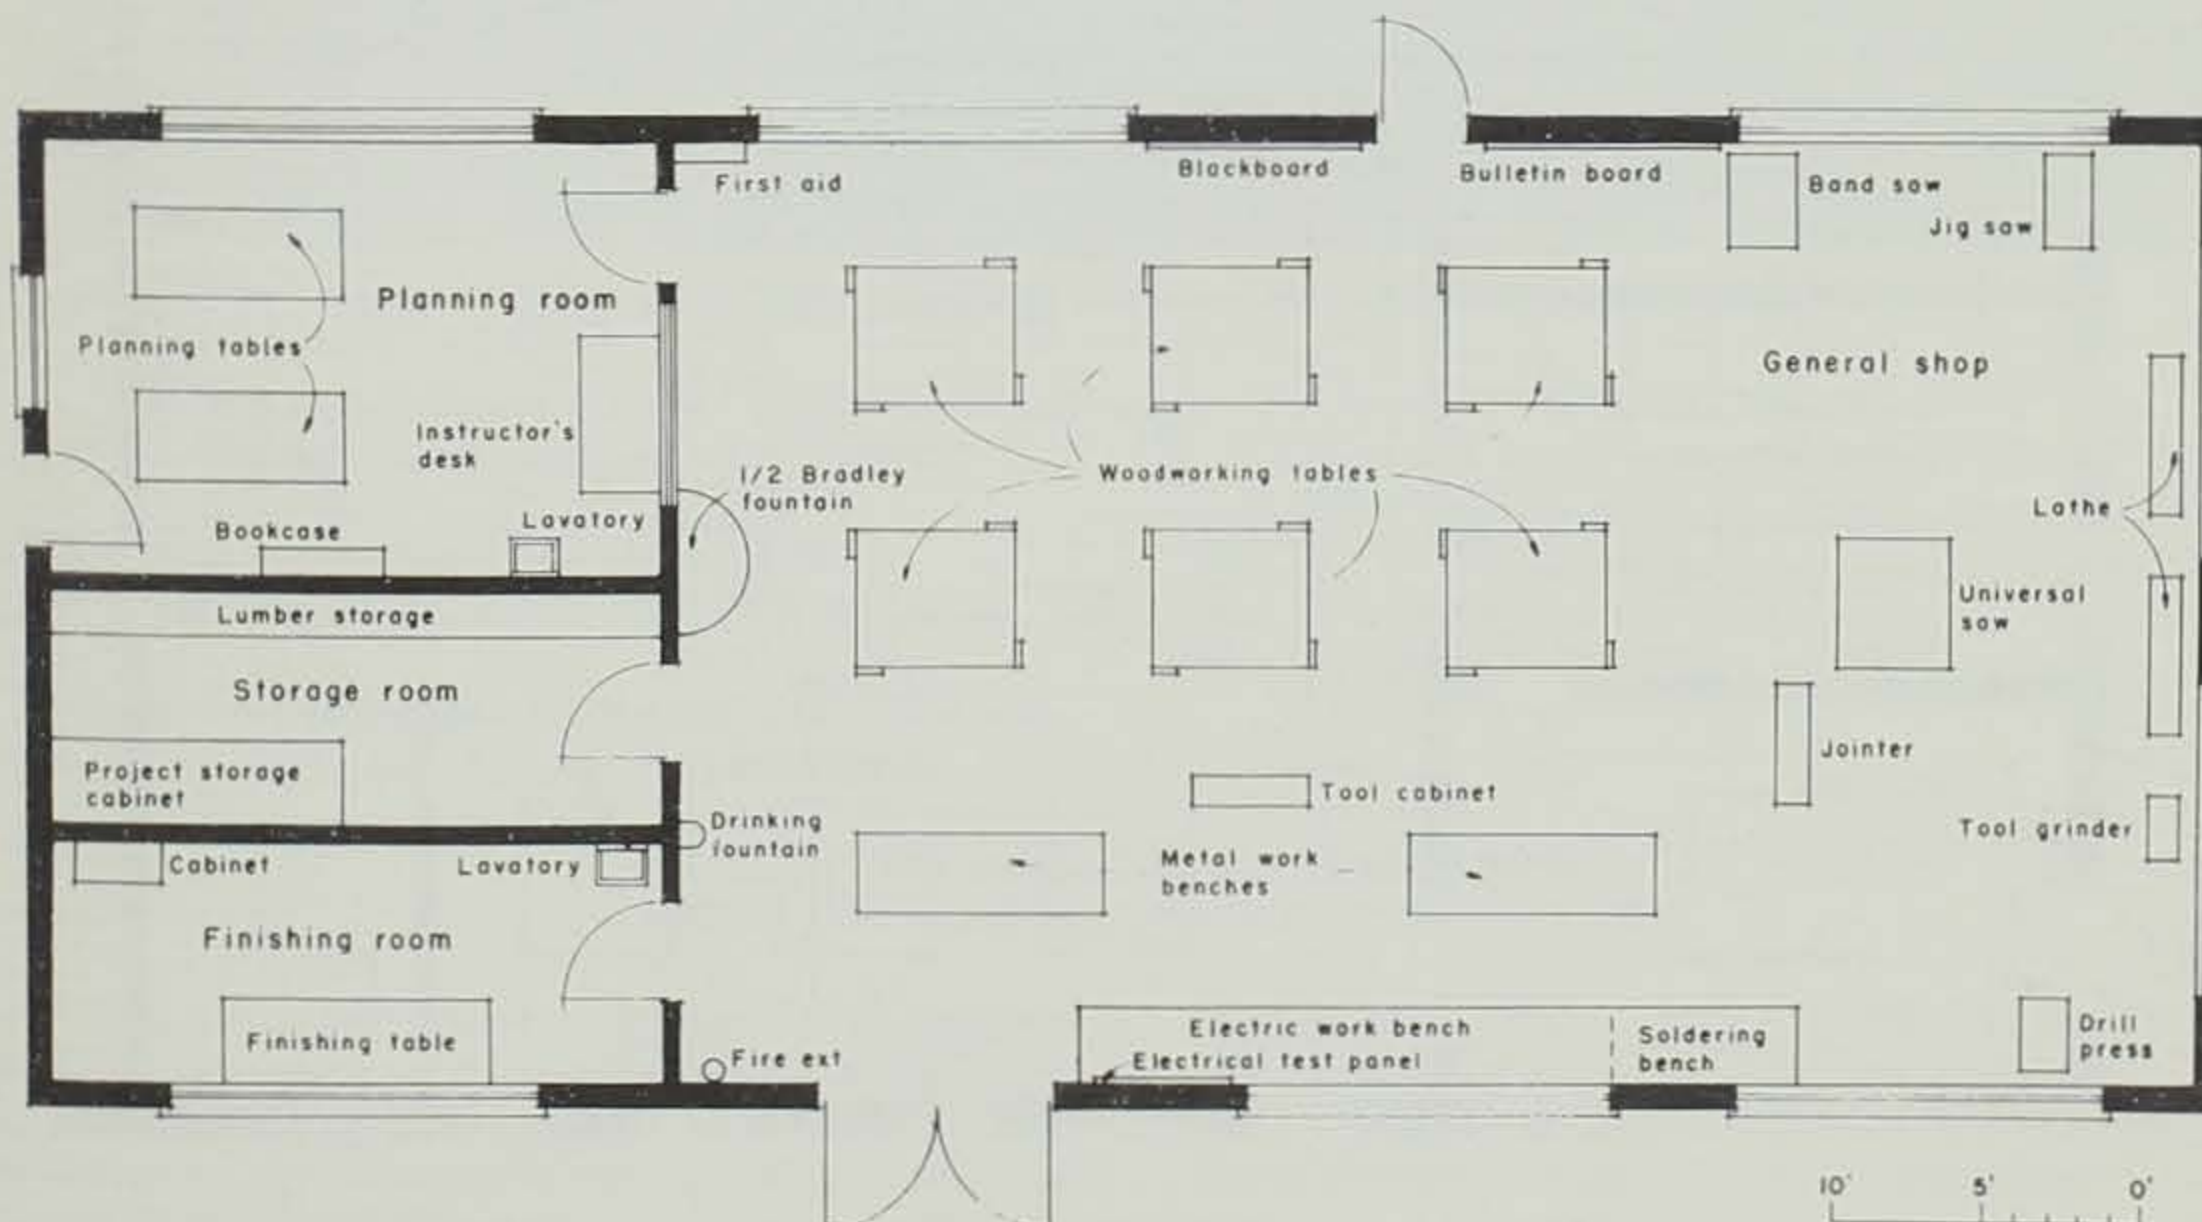 First aid
Blackboard
Bulletin board
Band saw
Jig saw
Planning room
Planning tables
General shop
Instructor's
desk
1/2 Bradley
fountain
Woodworking tables
Lathe
Bookcase
Lavatory
Universal
saw
Lumber storage
Storage room
Jointer
Project storage
cabinet
Tool cabinet
Drinking
fountain
Tool grinder
Cabinet
Lavatory
Metal work
benches
Finishing room
Finishing table
Fire ext
Electric work bench
Electrical test panel
Soldering
bench
Drill
press
10' 5' 0'